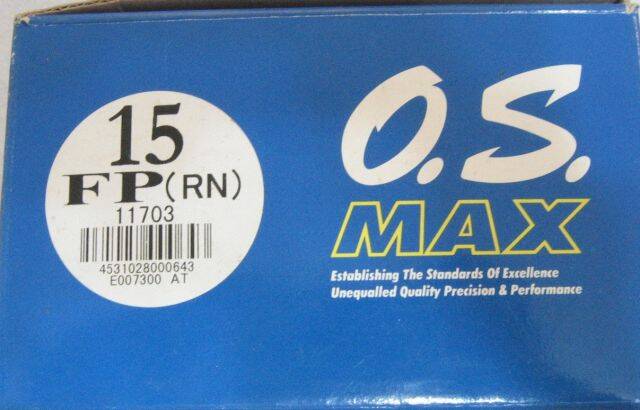 15
FP(RN)
11703
4531028000643
E007300 AT
O.S.
MAX
Establishing The Standards Of Excellence
Unequalled Quality Precision & Performance